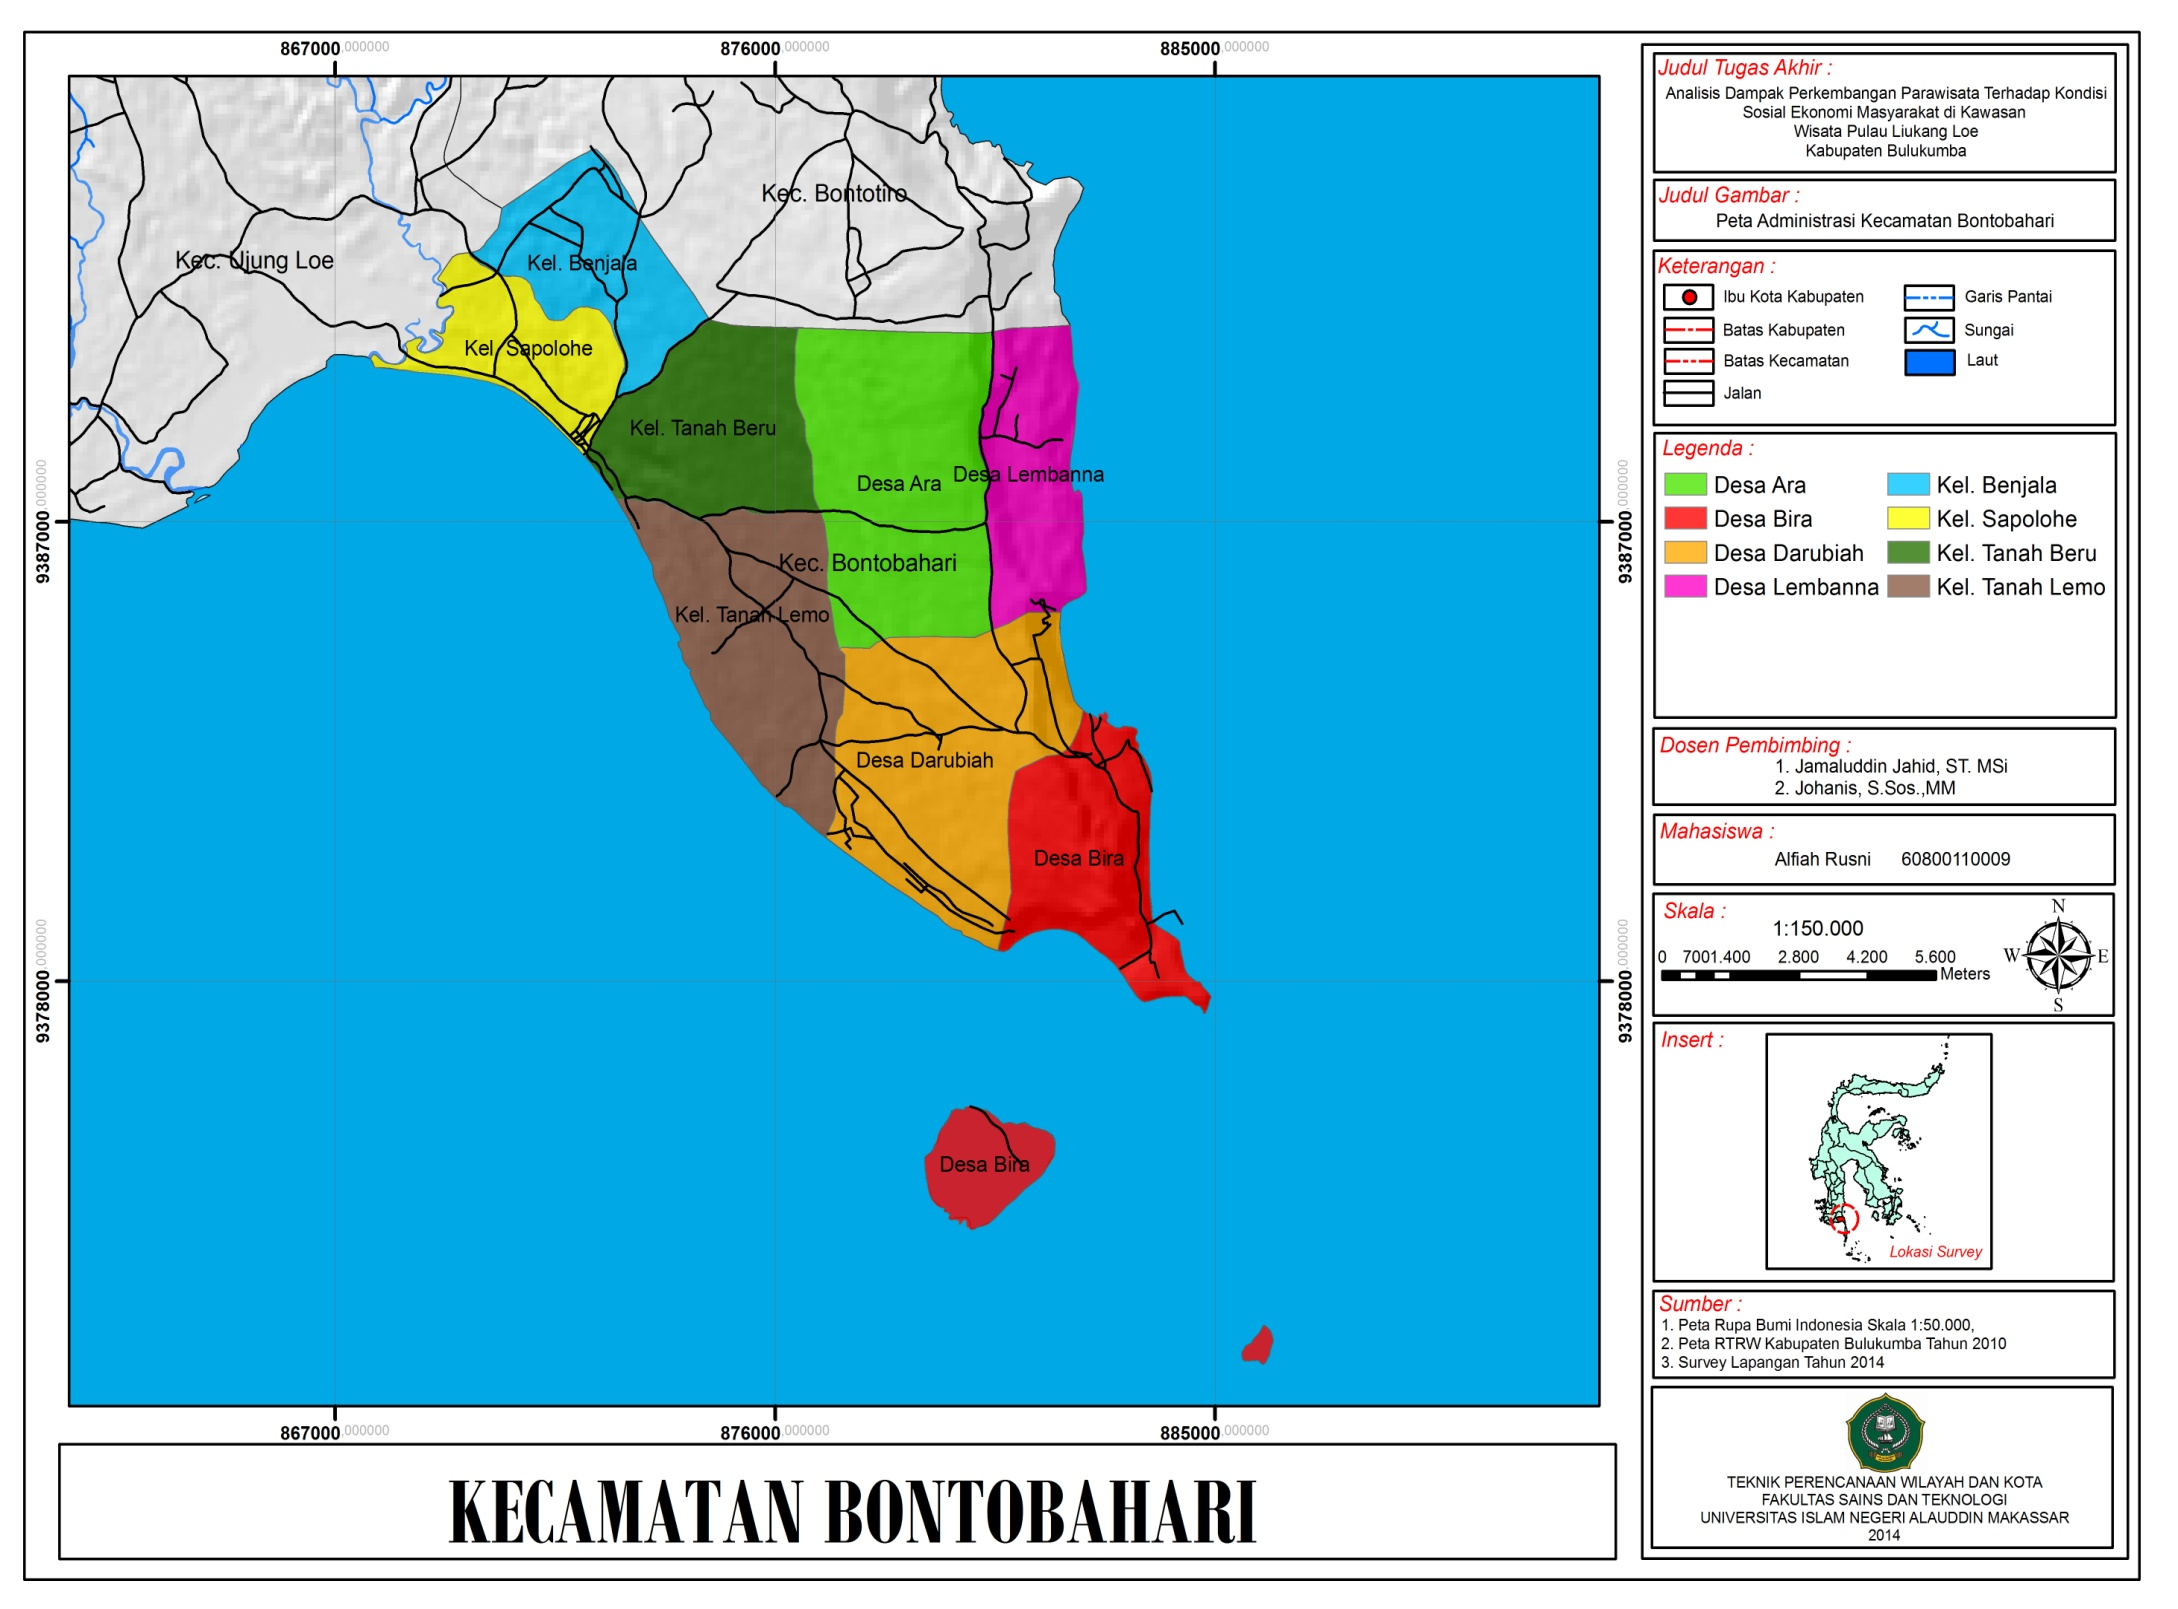 867000,000000
876000,000000
885000,000000
Kec. Bontotiro
Kec. Ujung Loe
Kel. Benjala
Kel. Sapolohe
Kel. Tanah Beru
Desa Ara
Desa Lembanna
Kec. Bontobahari
Kel. Tanah Lemo
Desa Darubiah
Desa Bira
Desa Bira
9387000,000000
9378000,000000
9387000,000000
9378000,000000
867000,000000
876000,000000
885000,000000
KECAMATAN BONTOBAHARI
Judul Tugas Akhir :
Analisis Dampak Perkembangan Parawisata Terhadap Kondisi
Sosial Ekonomi Masyarakat di Kawasan
Wisata Pulau Liukang Loe
Kabupaten Bulukumba
Judul Gambar :
Peta Administrasi Kecamatan Bontobahari
Keterangan :
Ibu Kota Kabupaten
Garis Pantai
Batas Kabupaten
Sungai
Batas Kecamatan
Laut
Jalan
Legenda :
Desa Ara
Kel. Benjala
Desa Bira
Kel. Sapolohe
Desa Darubiah
Kel. Tanah Beru
Desa Lembanna
Kel. Tanah Lemo
Dosen Pembimbing :
1. Jamaluddin Jahid, ST. MSi
2. Johanis, S.Sos.,MM
Mahasiswa :
Alfiah Rusni 60800110009
Skala :
1:150.000
0 700 1.400 2.800 4.200 5.600
Meters
N
W E
S
Insert :
Lokasi Survey
Sumber :
1. Peta Rupa Bumi Indonesia Skala 1:50.000,
2. Peta RTRW Kabupaten Bulukumba Tahun 2010
3. Survey Lapangan Tahun 2014
TEKNIK PERENCANAAN WILAYAH DAN KOTA
FAKULTAS SAINS DAN TEKNOLOGI
UNIVERSITAS ISLAM NEGERI ALAUDDIN MAKASSAR
2014